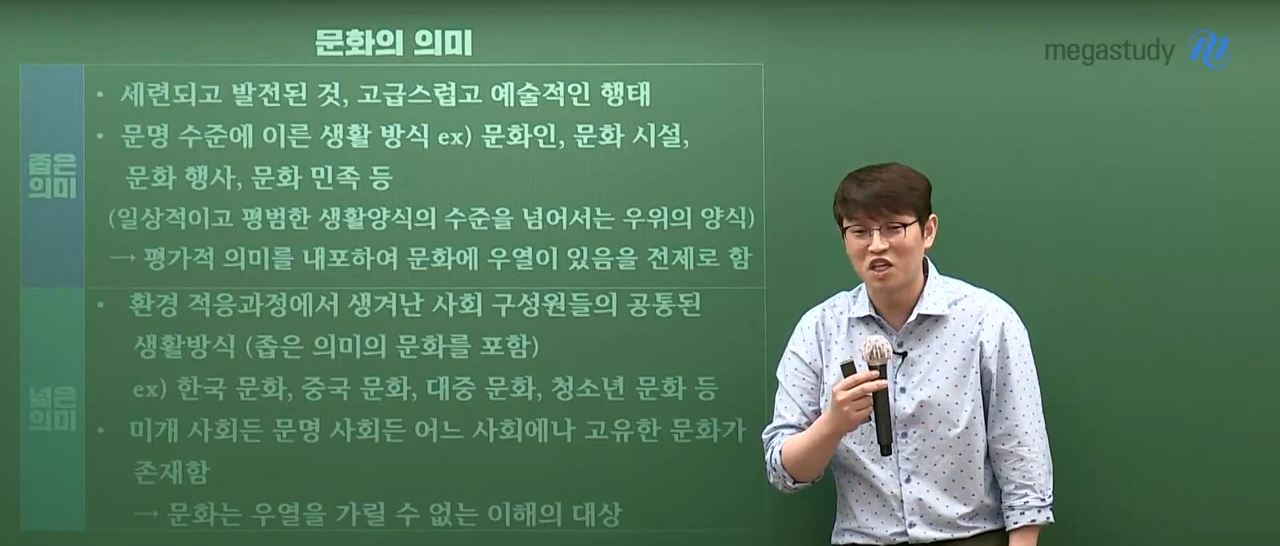 문화의 의미
megastudy
좁은
의미
• 세련되고 발전된 것, 고급스럽고 예술적인 행태
• 문명 수준에 이른 생활 방식 ex) 문화인, 문화 시설,
문화 행사, 문화 민족 등
(일상적이고 평범한 생활양식의 수준을 넘어서는 우위의 양식)
→ 평가적 의미를 내포하여 문화에 우열이 있음을 전제로 함
넓은
의미
• 환경 적응과정에서 생겨난 사회 구성원들의 공통된
생활방식 (좁은 의미의 문화를 포함)
ex) 한국 문화, 중국 문화, 대중 문화, 청소년 문화 등
• 미개 사회든 문명 사회든 어느 사회에나 고유한 문화가
존재함
→ 문화는 우열을 가릴 수 없는 이해의 대상